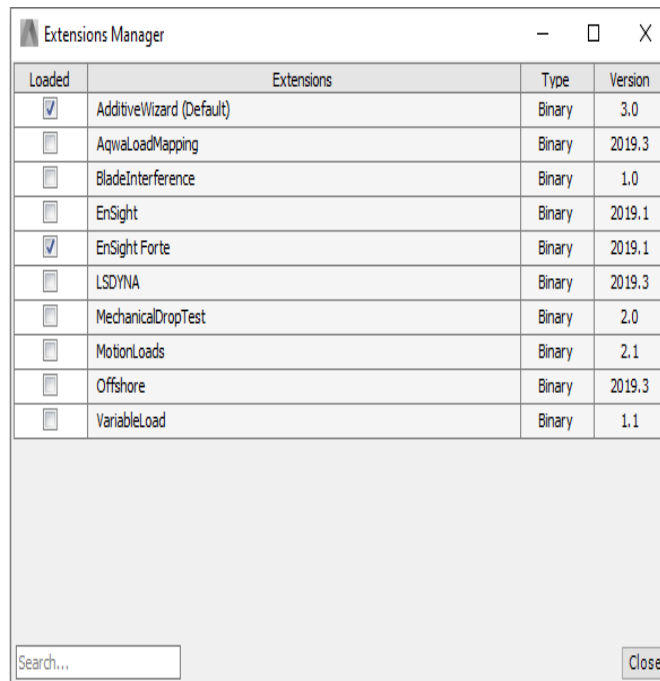 Extensions Manager
Loaded Extensions Type Version
AdditiveWizard (Default) Binary 3.0
AqwaLoadMapping Binary 2019.3
BladeInterference Binary 1.0
EnSight Binary 2019.1
EnSight Forte Binary 2019.1
LSDYNA Binary 2019.3
MechanicalDropTest Binary 2.0
MotionLoads Binary 2.1
Offshore Binary 2019.3
VariableLoad Binary 1.1
Search... Close